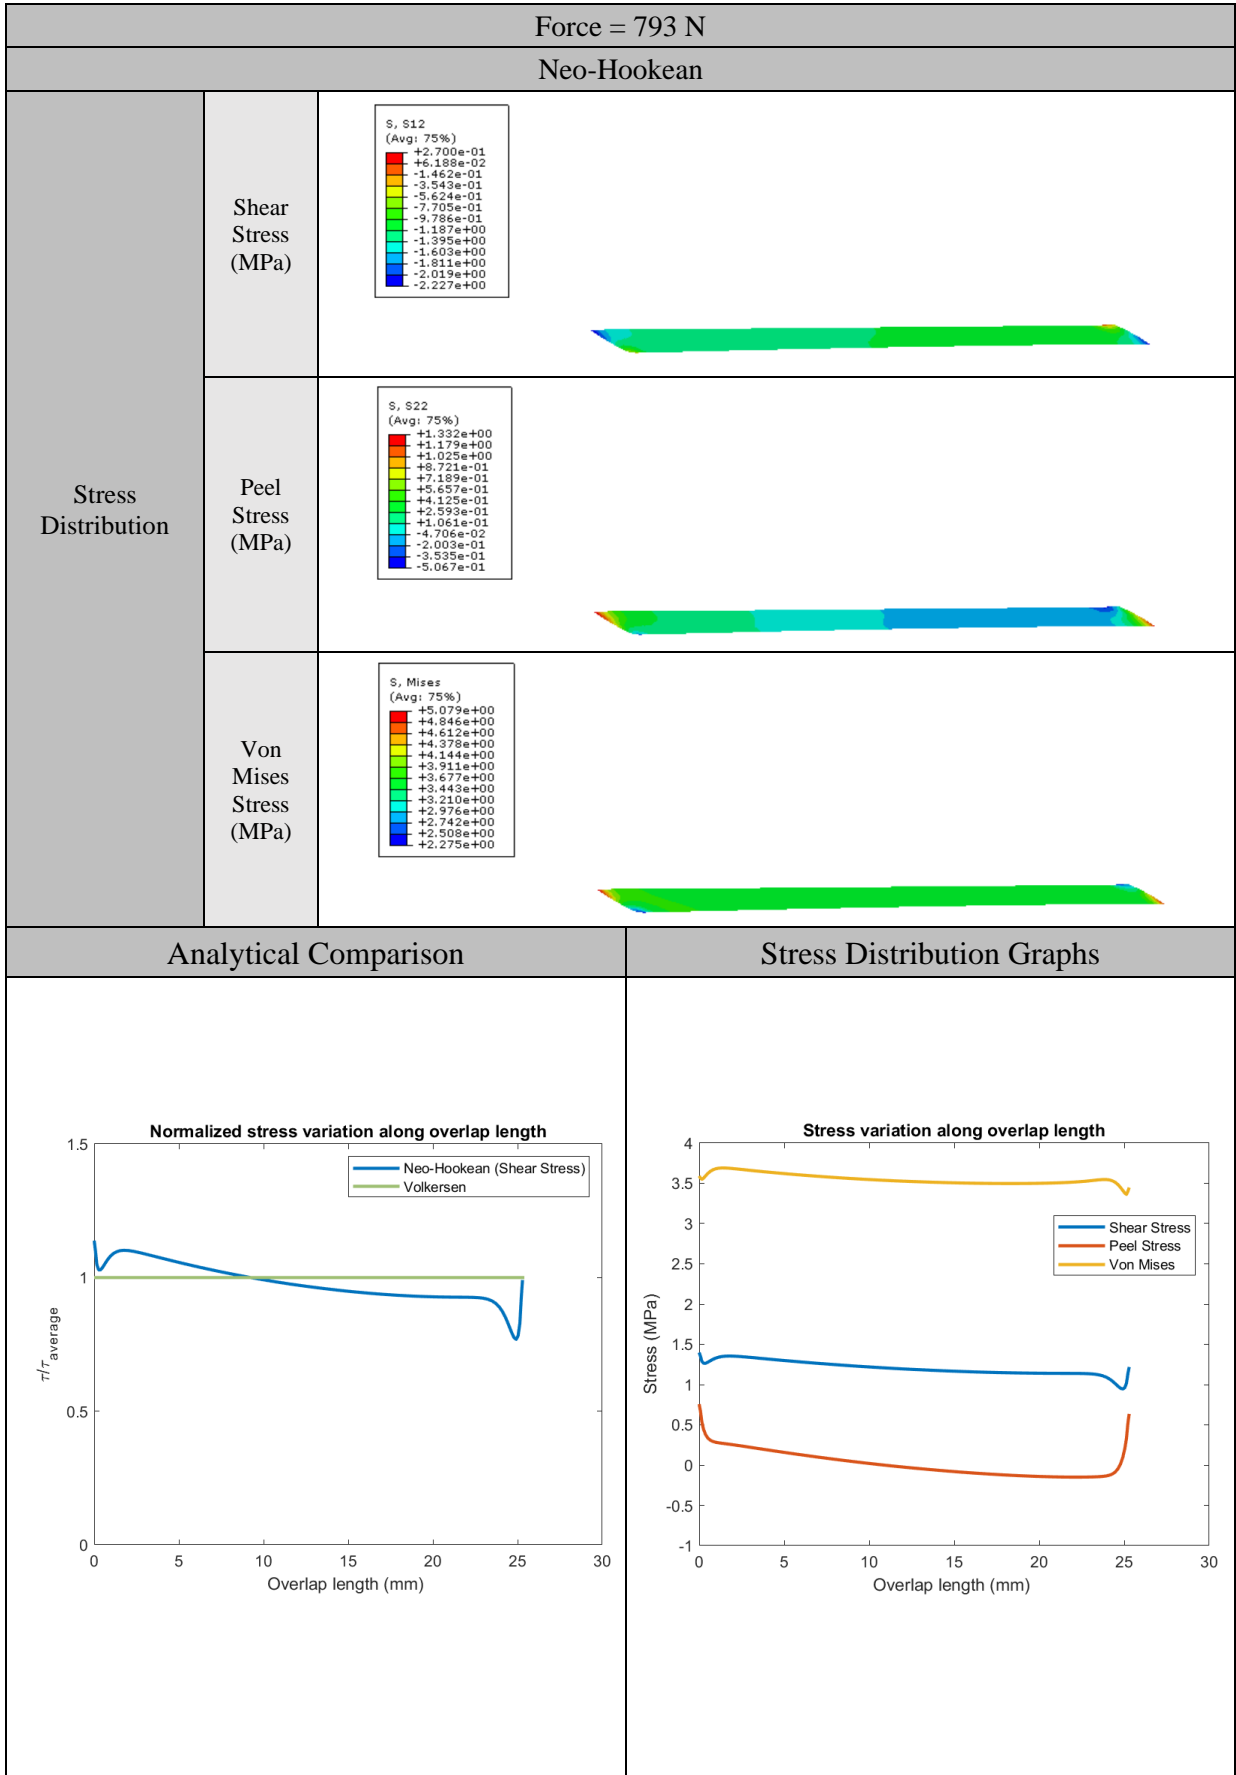 Force = 793 N
Neo-Hookean
Stress
Distribution
Shear
Stress
(MPa)
S, S12
(Avg: 75%)
+2.700e-01
+6.188e-02
-1.462e-01
-3.543e-01
-5.624e-01
-7.705e-01
-9.786e-01
-1.187e+00
-1.395e+00
-1.603e+00
-1.811e+00
-2.019e+00
-2.227e+00
Peel
Stress
(MPa)
S, S22
(Avg: 75%)
+1.332e+00
+1.179e+00
+1.025e+00
+8.721e-01
+7.189e-01
+5.657e-01
+4.125e-01
+2.593e-01
+1.061e-01
-4.706e-02
-2.003e-01
-3.535e-01
-5.067e-01
Von
Mises
Stress
(MPa)
S, Mises
(Avg: 75%)
+5.079e+00
+4.846e+00
+4.612e+00
+4.378e+00
+4.144e+00
+3.911e+00
+3.677e+00
+3.443e+00
+3.210e+00
+2.976e+00
+2.742e+00
+2.508e+00
+2.275e+00
Analytical Comparison
Stress Distribution Graphs
Normalized stress variation along overlap length
1.5
1
0.5
0
τ/τaverage
Neo-Hookean (Shear Stress)
Volkersen
0 5 10 15 20 25 30
Overlap length (mm)
Stress variation along overlap length
4
3.5
3
2.5
2
1.5
1
0.5
0
-0.5
-1
Stress (MPa)
Shear Stress
Peel Stress
Von Mises
0 5 10 15 20 25 30
Overlap length (mm)